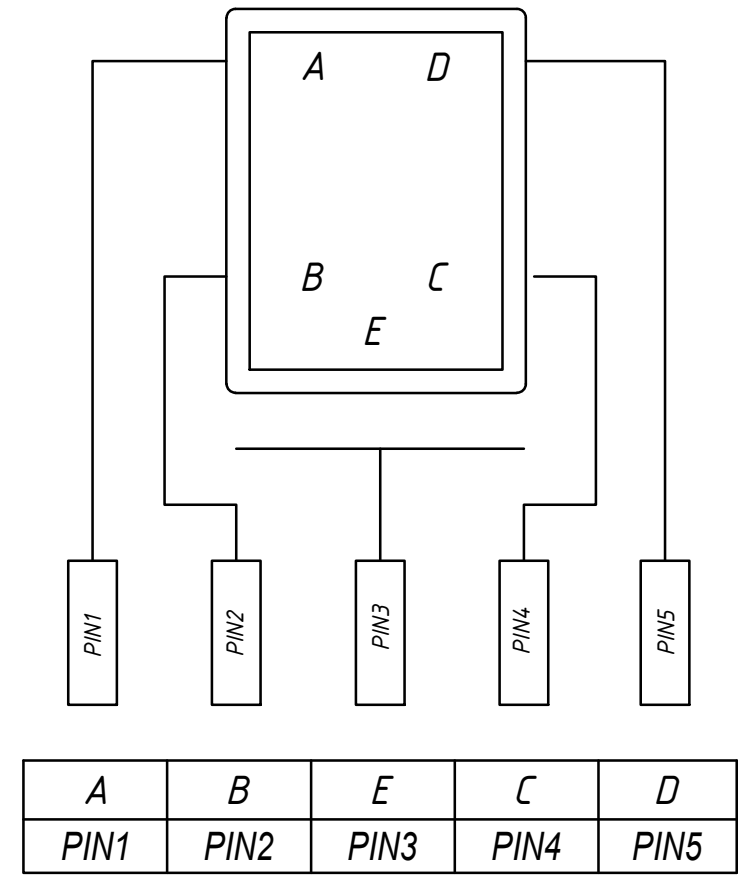 A D
B C
E
PIN1 PIN2 PIN3 PIN4 PIN5
A B E C D
PIN1 PIN2 PIN3 PIN4 PIN5